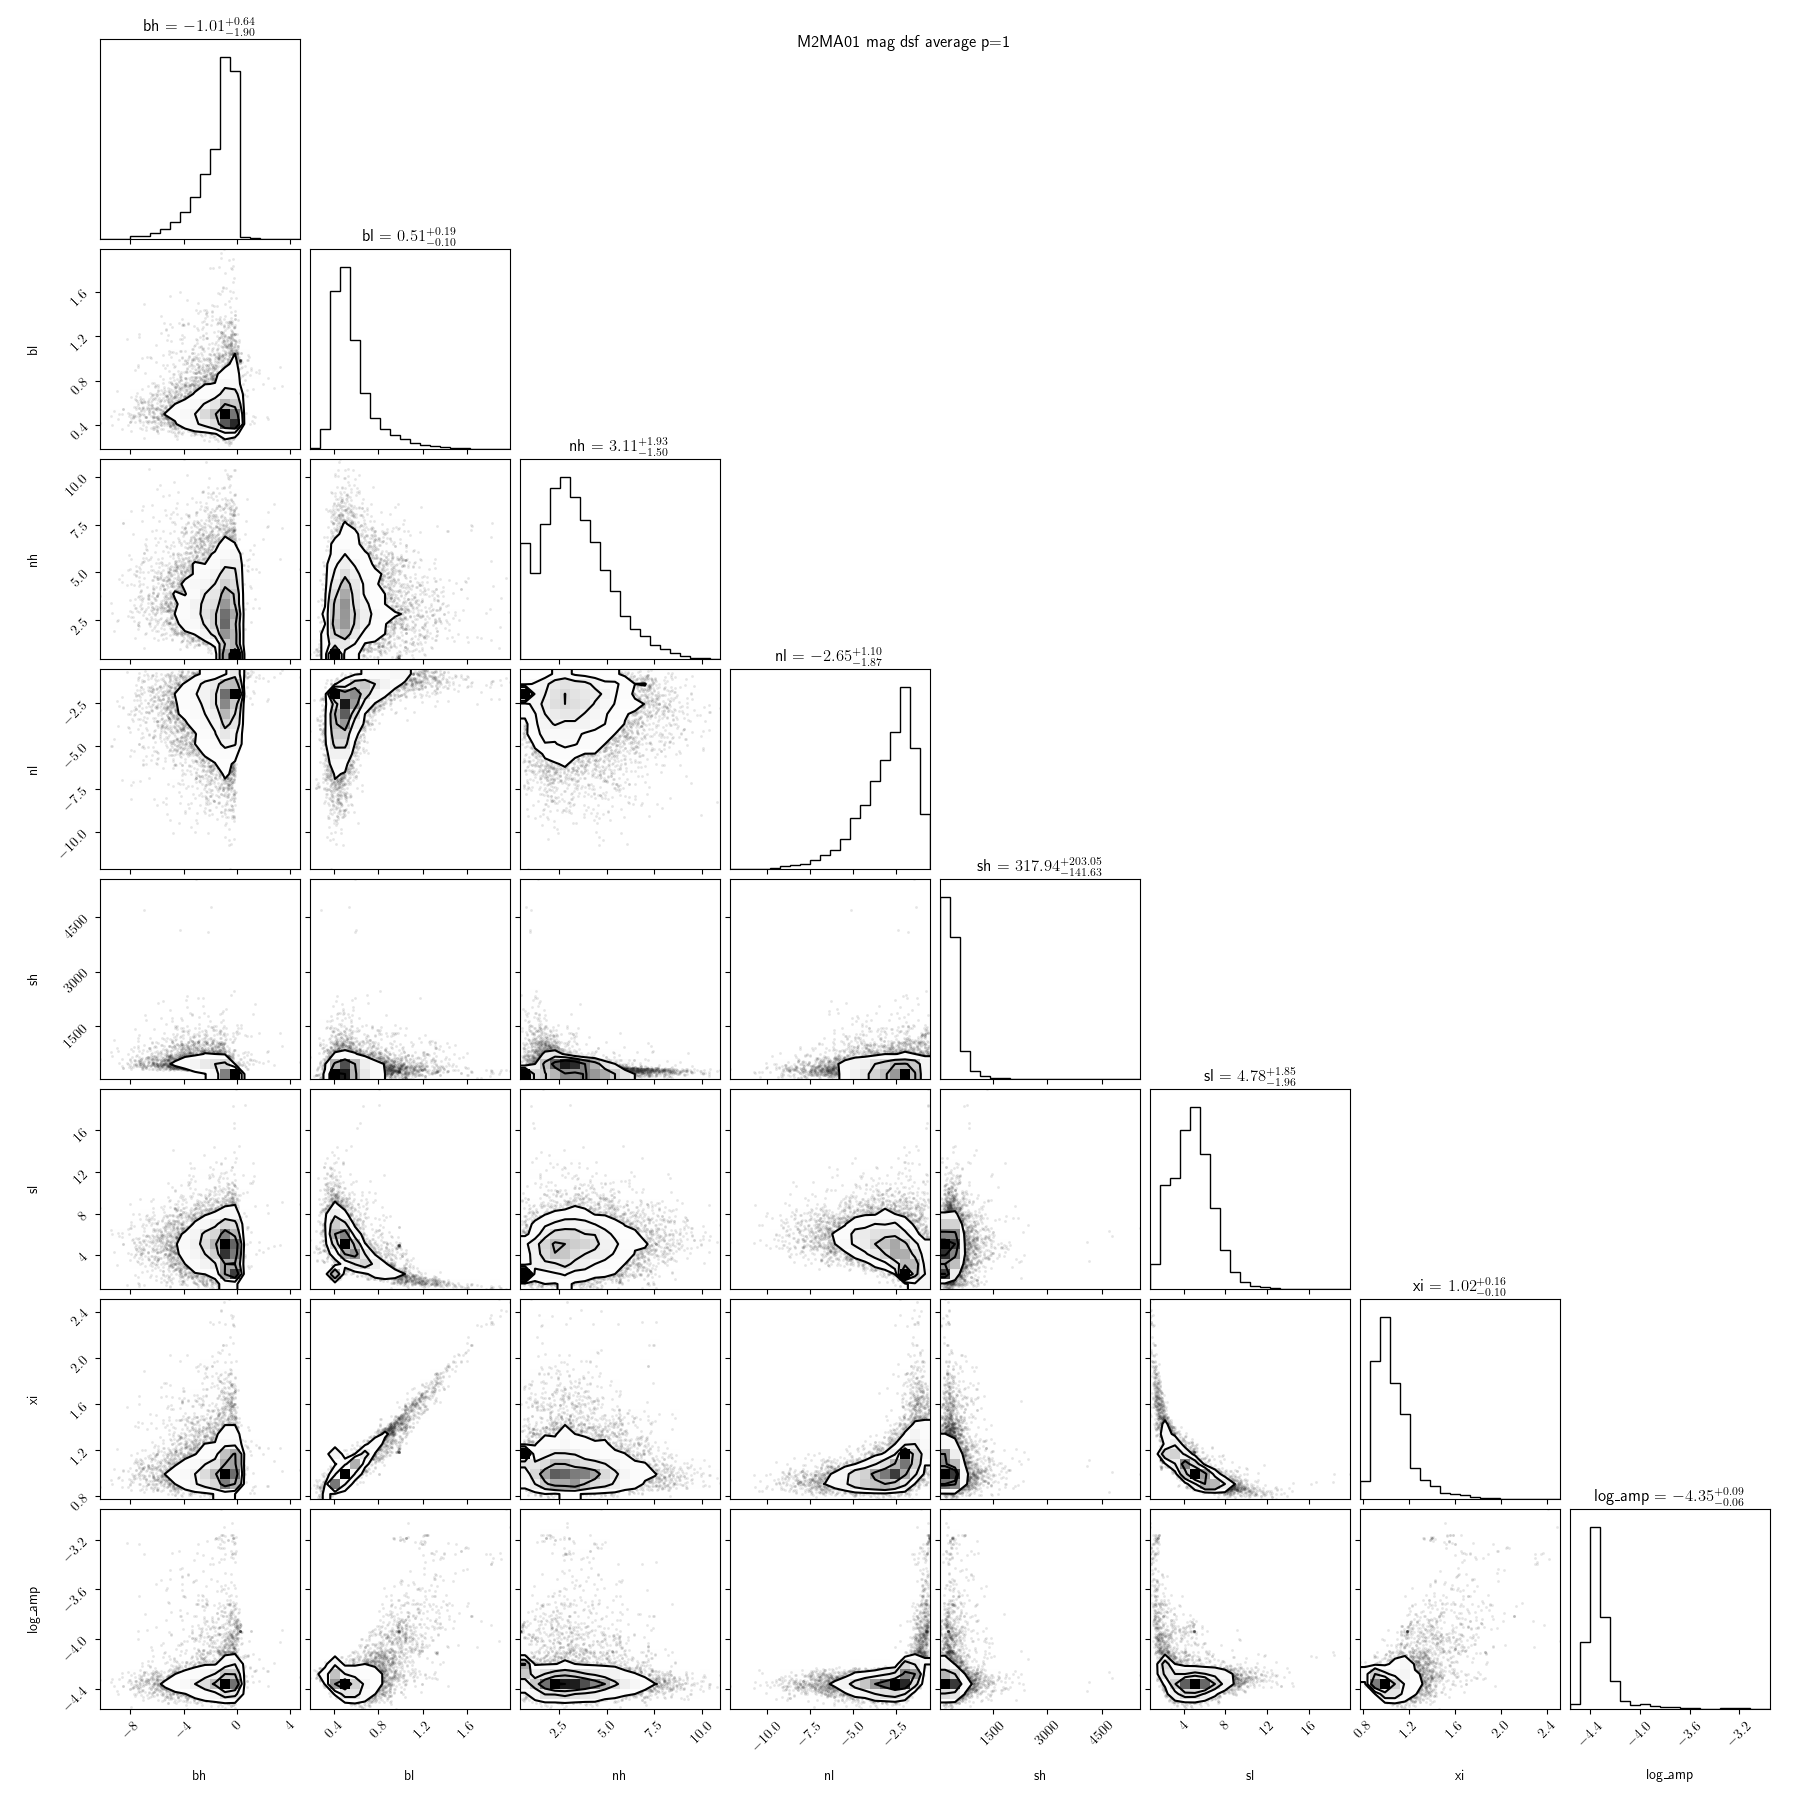 M2MA01 mag dsf average p=1
bh = −1.01+0.64 −1.90
bl = 0.51+0.19 −0.10
bl
1.6
1.2
0.8
0.4
nh = 3.11+1.93 −1.50
nh
10.0
7.5
5.0
2.5
nl = −2.65+1.10 −1.87
nl
−2.5
−5.0
−7.5
−10.0
sh = 317.94+203.05 −141.63
sh
4500
3000
1500
sl = 4.78+1.85 −1.96
sl
16
12
8
4
xi = 1.02+0.16 −0.10
xi
2.4
2.0
1.6
1.2
0.8
log_amp = −4.35+0.09 −0.06
log_amp
−3.2
−3.6
−4.0
−4.4
−8 −4 0 4 0.4 0.8 1.2 1.6 2.5 5.0 7.5 10.0 −10.0 −7.5 −5.0 −2.5 1500 3000 4500 4 8 12 16 0.8 1.2 1.6 2.0 2.4 −4.4 −4.0 −3.6 −3.2
bh bl nh nl sh sl xi log_amp